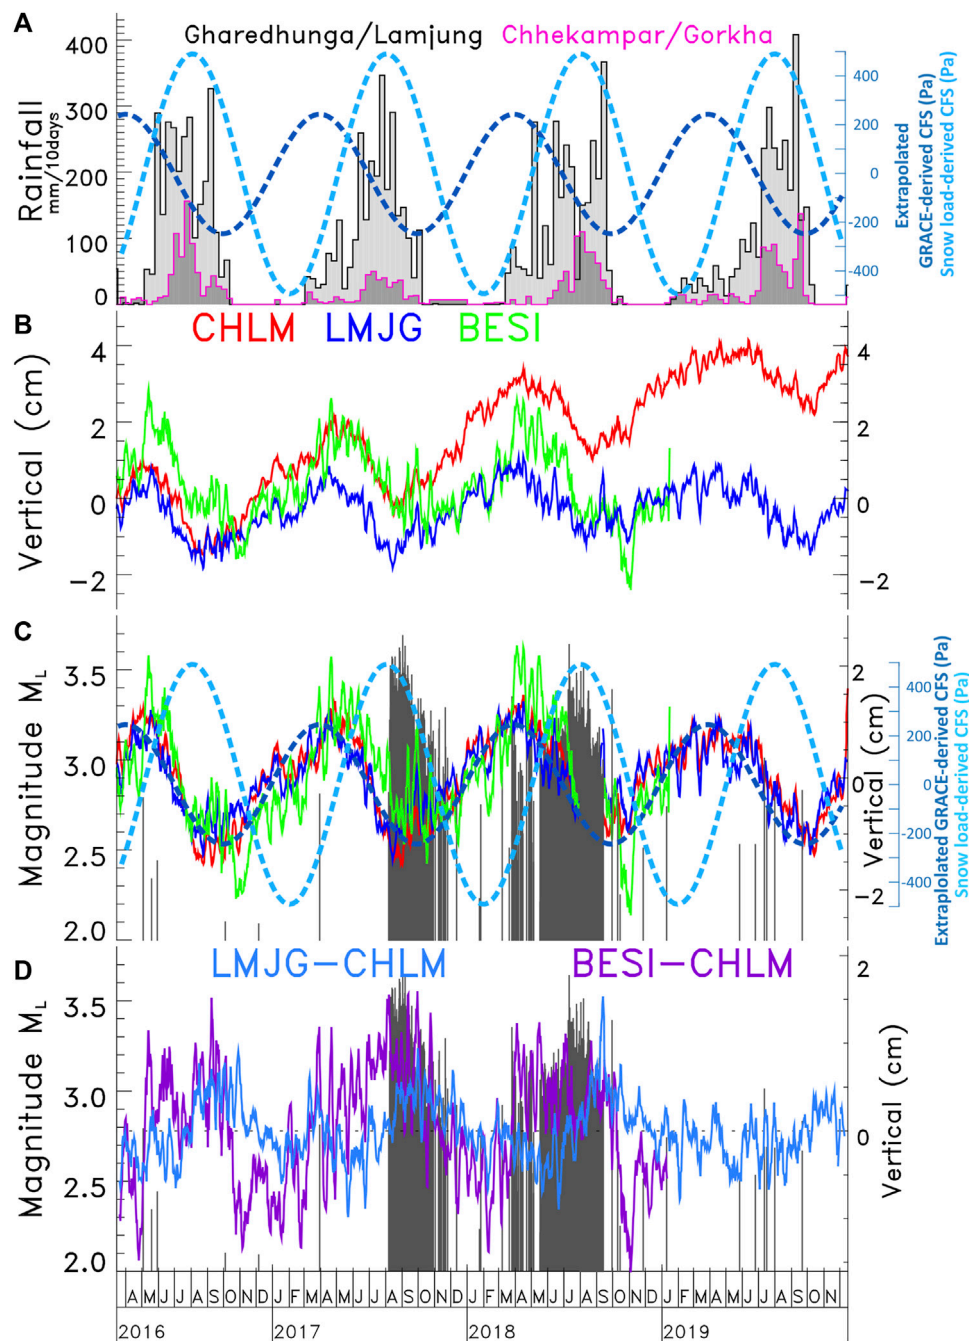 A
Gharedhunga/Lamjung Chhekampar/Gorkha
Rainfall
mm/10days
400
300
200
100
0
400
200
0
-200
-400
Extrapolated
GRACE-derived CFS (Pa)
Snow load-derived CFS (Pa)
B
CHLM LMJG BESI
Vertical (cm)
4
2
0
−2
4
2
0
−2
C
Magnitude ML
3.5
3.0
2.5
2.0
2
0
−2
Vertical (cm)
400
200
0
-200
-400
Extraplolated GRACE-derived CFS (Pa)
Snow load-derived CFS (Pa)
D
LMJG−CHLM BESI−CHLM
Magnitude ML
3.5
3.0
2.5
2.0
2
0
Vertical (cm)
A M J J A S O N D J F M A M J J A S O N D J F M A M J J A S O N D J F M A M J J A S O N
2016 2017 2018 2019